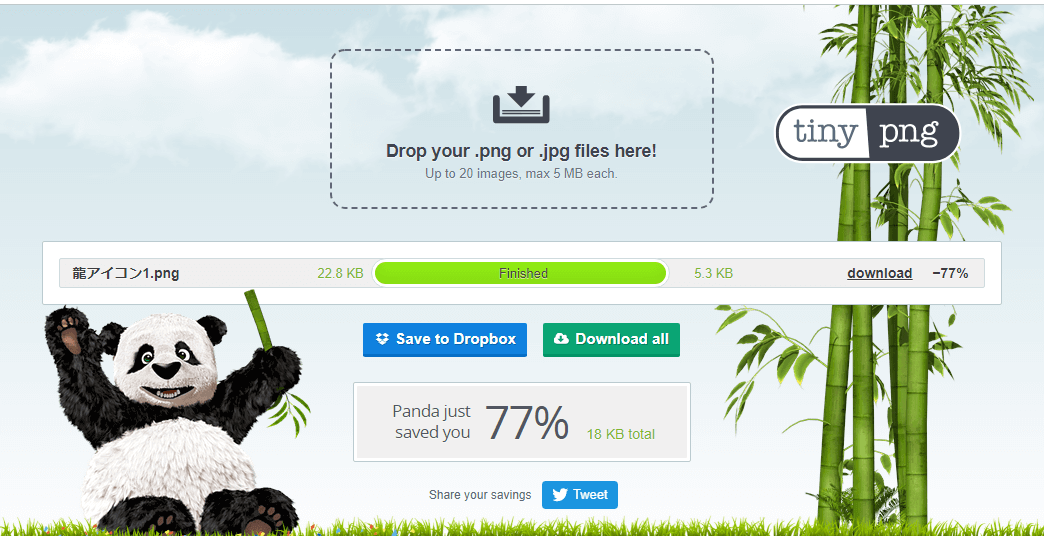 tiny png
Drop your .png or .jpg files here!
Up to 20 images, max 5 MB each.
龍アイコン1.png 22.8 KB Finished 5.3 KB download −77%
Save to Dropbox Download all
Panda just
saved you 77% 18 KB total
Share your savings Tweet